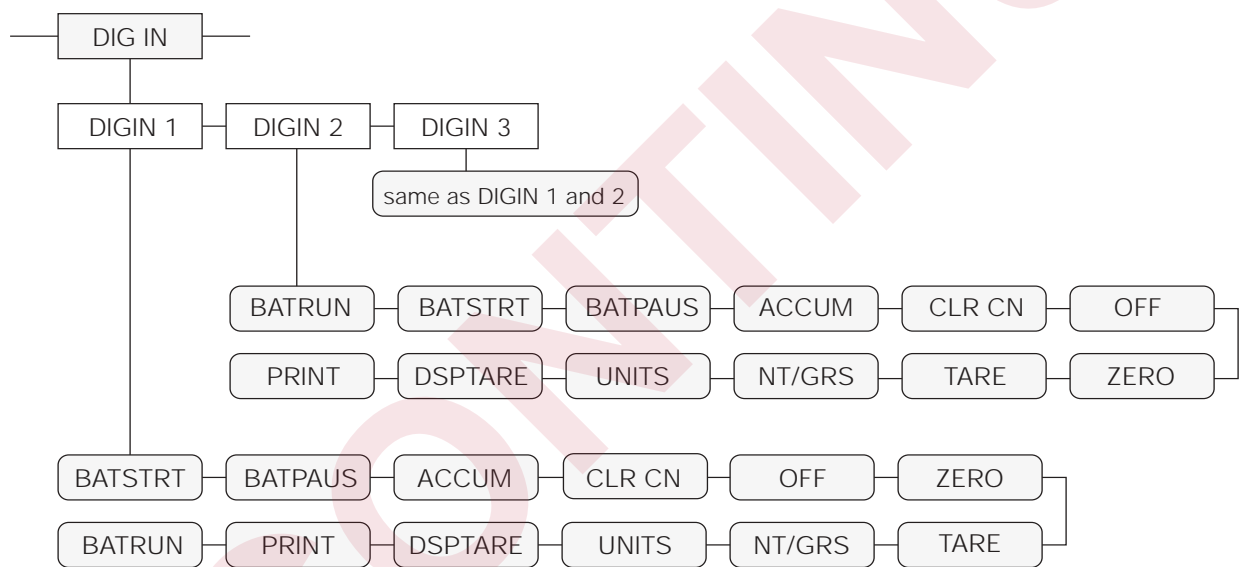 DIG IN
DIGIN 1 DIGIN 2 DIGIN 3
same as DIGIN 1 and 2
BATRUN BATSTRT BATPAUS ACCUM CLR CN OFF
PRINT DSPTARE UNITS NT/GRS TARE ZERO
BATSTRT BATPAUS ACCUM CLR CN OFF ZERO
BATRUN PRINT DSPTARE UNITS NT/GRS TARE